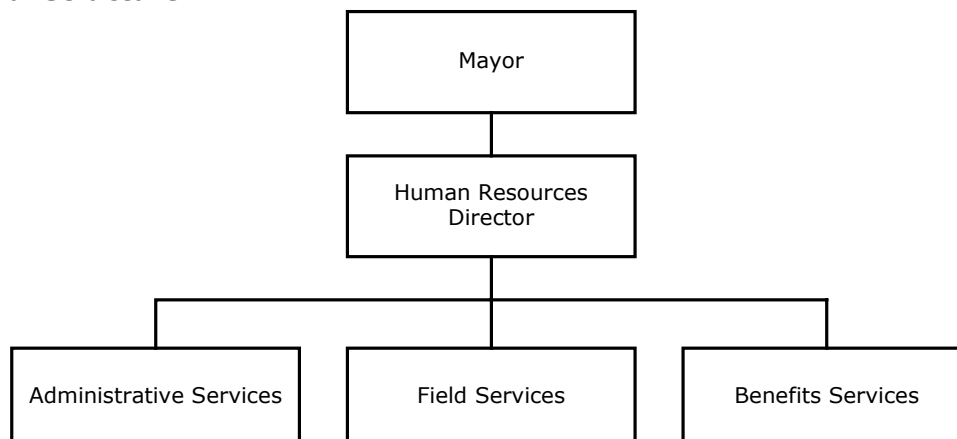 Mayor
Human Resources
Director
Administrative Services
Field Services
Benefits Services